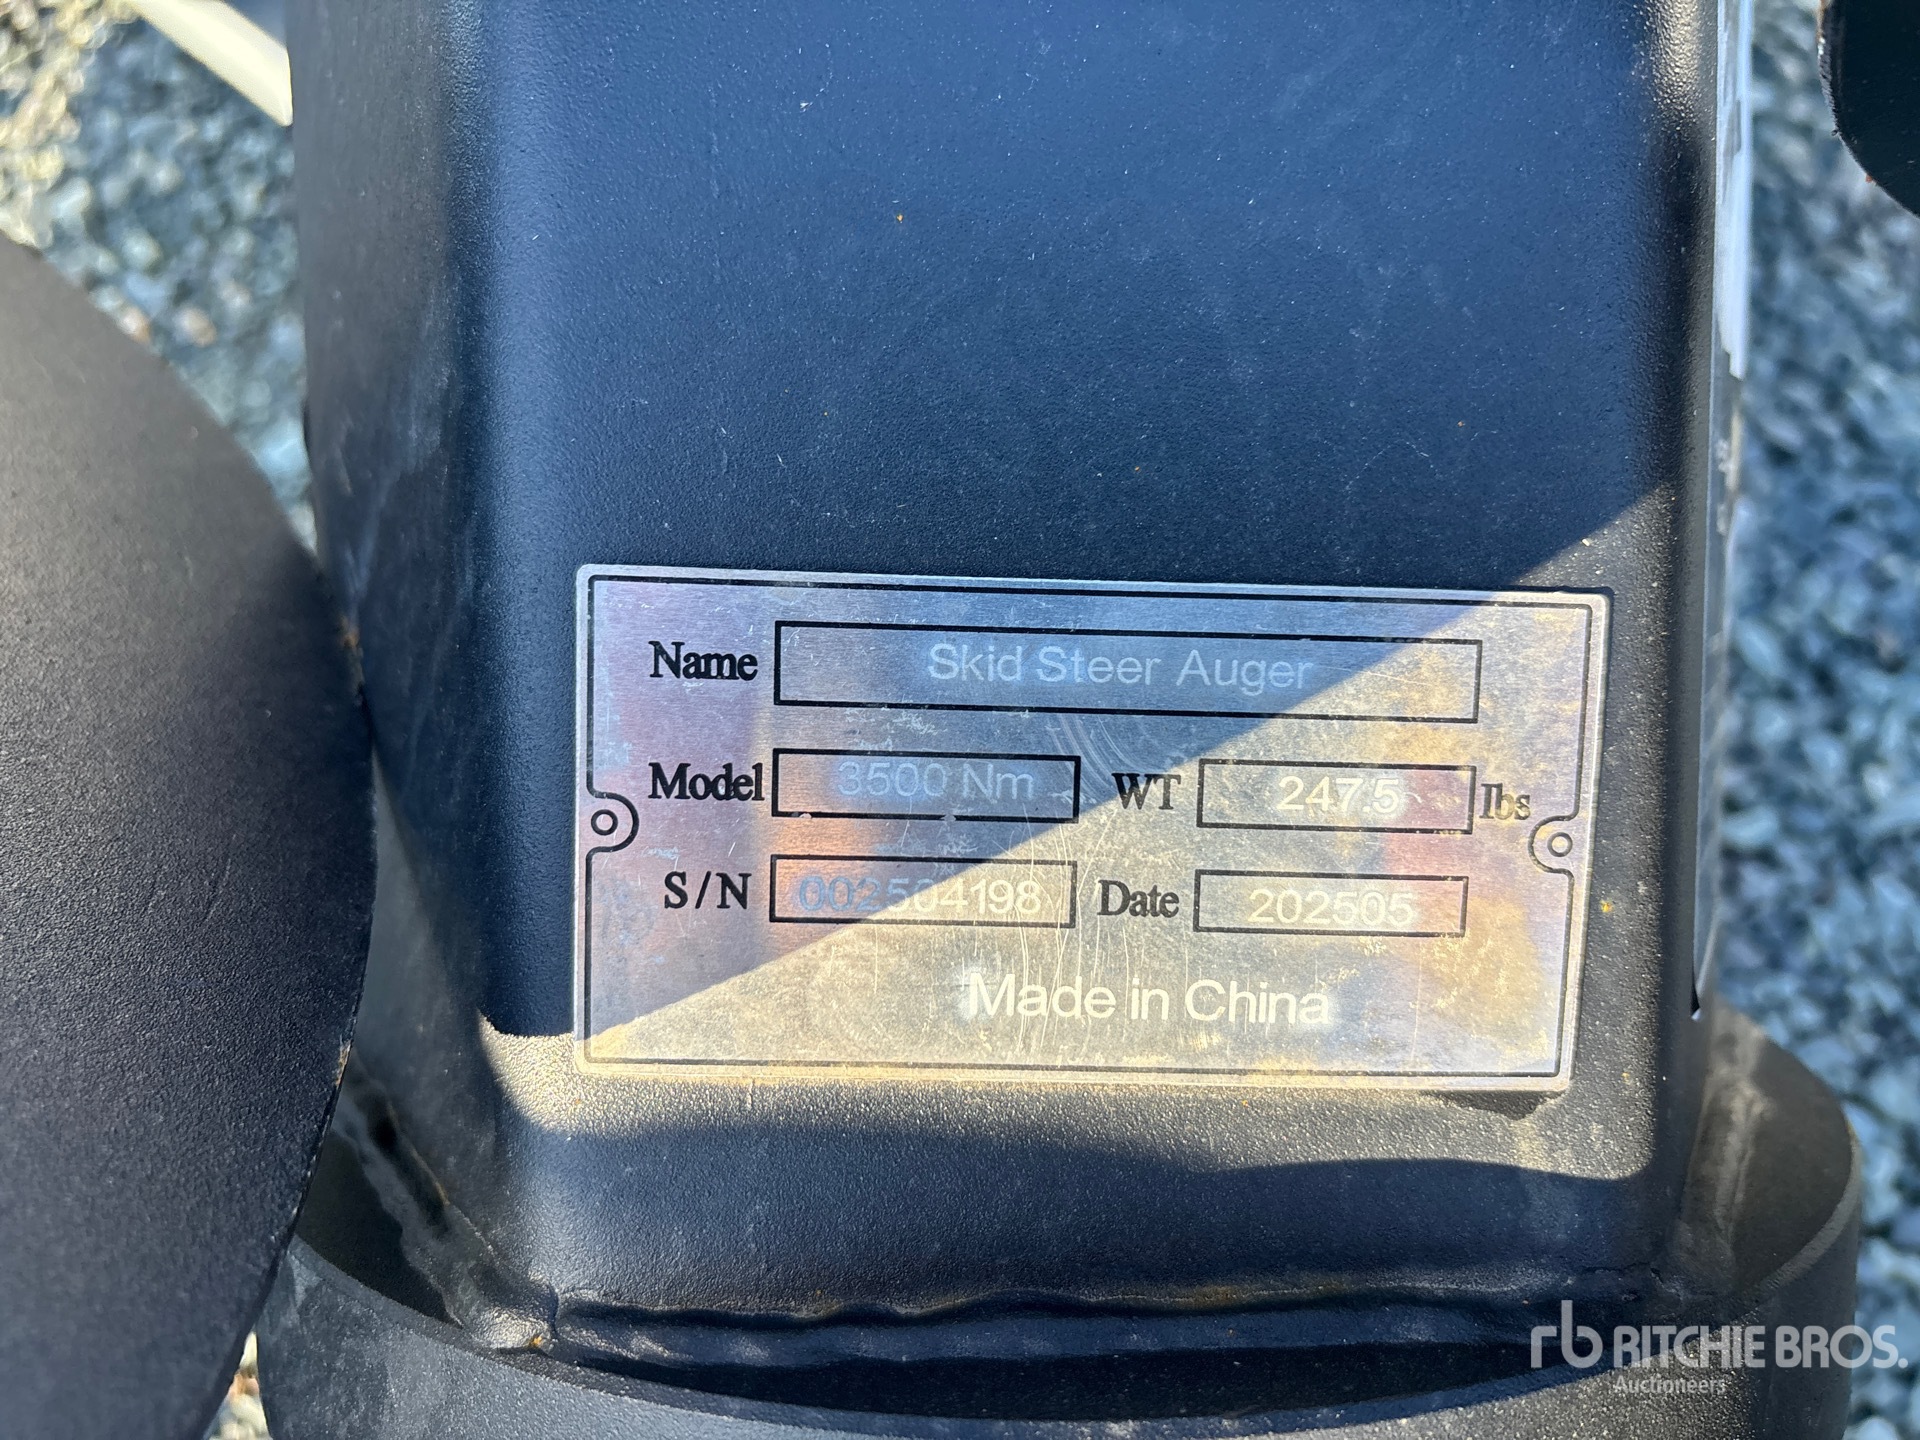 Name Skid Steer Auger
Model 3500 Nm WT 247.5 lbs
S/N 002504198 Date 202505
Made in China
rb RITCHIE BROS.
Auctioneers